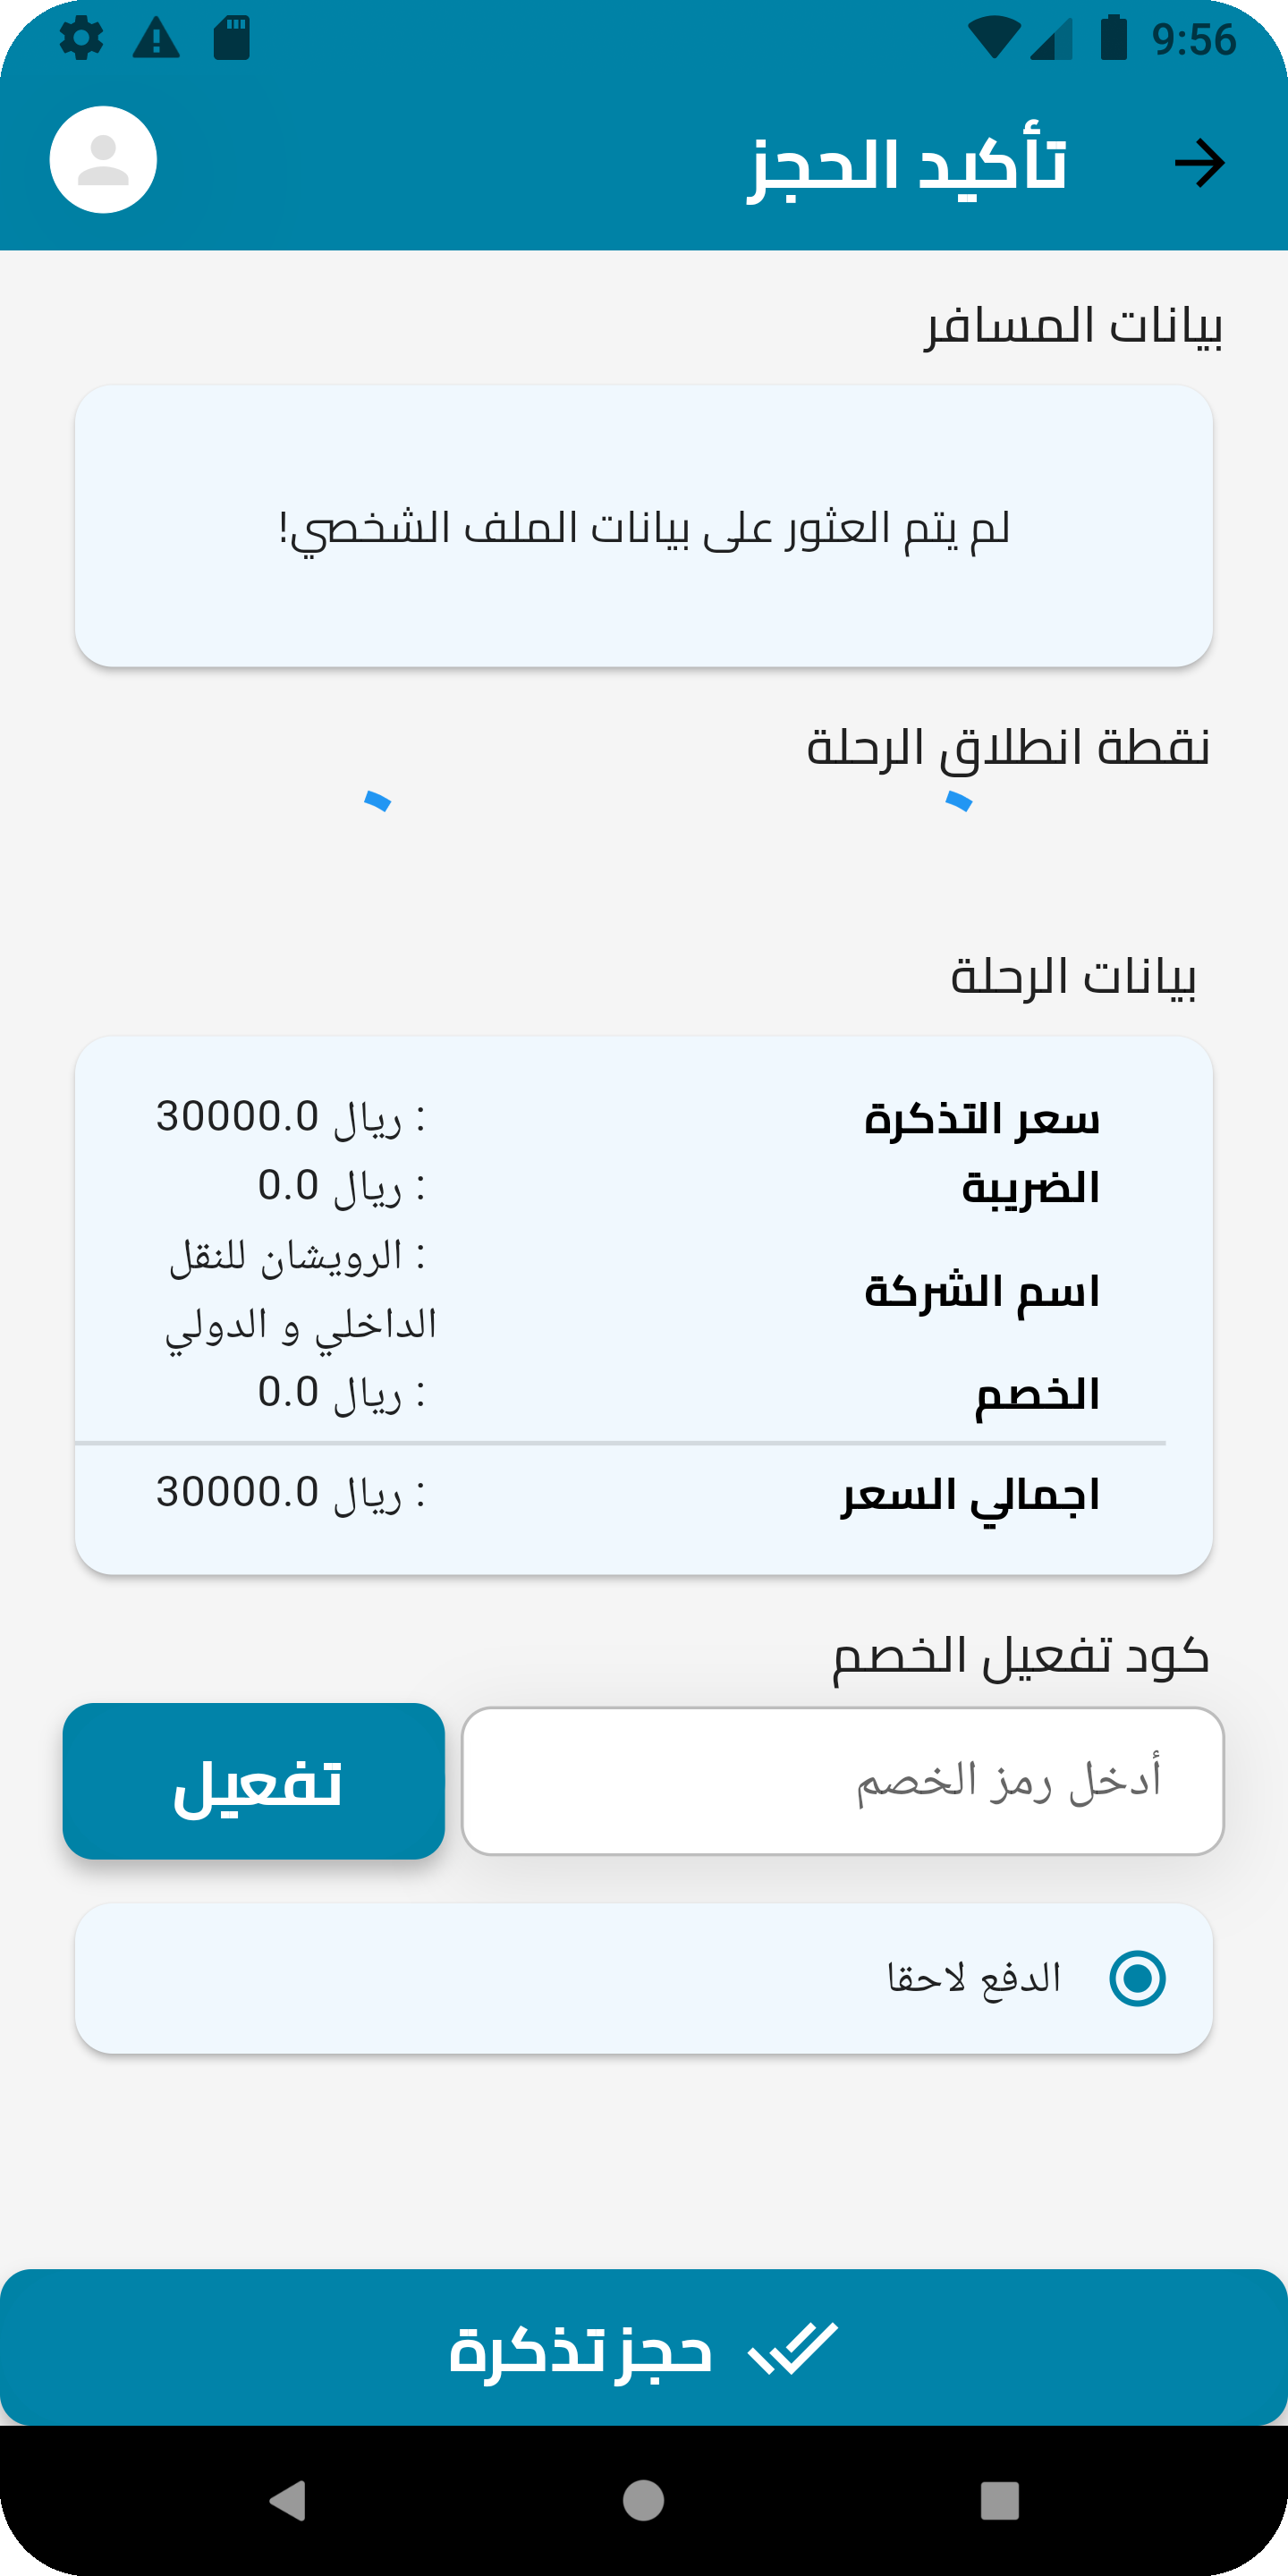 9:56
تأكيد الحجز
بيانات المسافر
لم يتم العثور على بيانات الملف الشخصي!
نقطة انطلاق الرحلة
بيانات الرحلة
سعر التذكرة : ريال 30000.0
الضريبة : ريال 0.0
اسم الشركة : الرويشان للنقل
الداخلي و الدولي
الخصم : ريال 0.0
اجمالي السعر : ريال 30000.0
كود تفعيل الخصم
أدخل رمز الخصم
تفعيل
الدفع لاحقا
حجز تذكرة